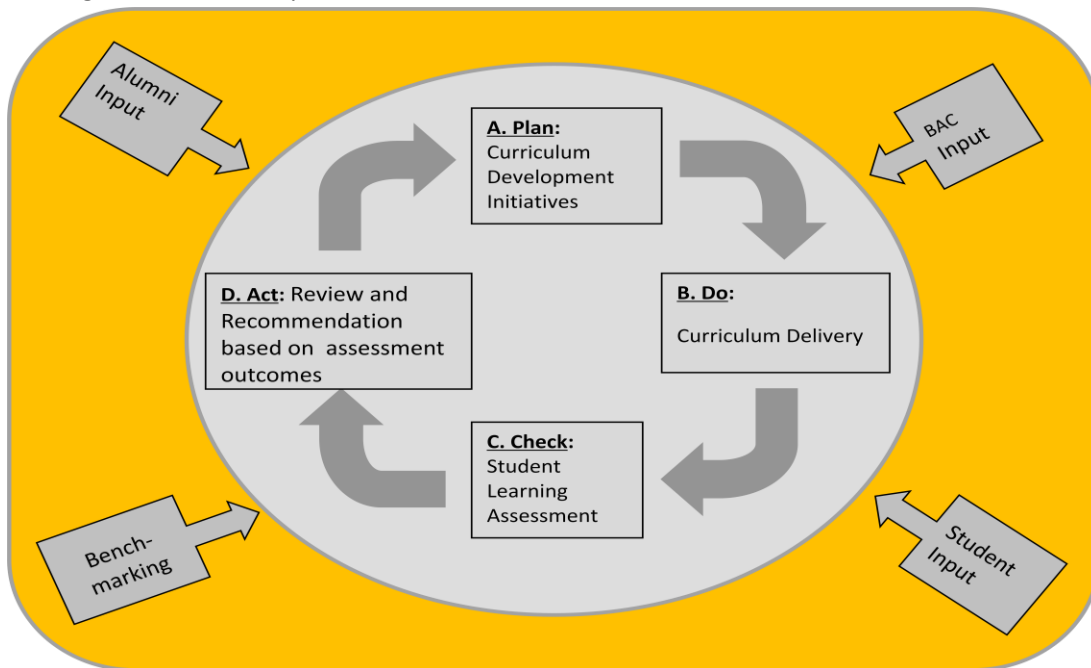 Alumni
Input
BAC
Input
A. Plan:
Curriculum
Development
Initiatives
D. Act: Review and
Recommendation
based on assessment
outcomes
B. Do:
Curriculum Delivery
C. Check:
Student
Learning
Assessment
Bench-
marking
Student
Input